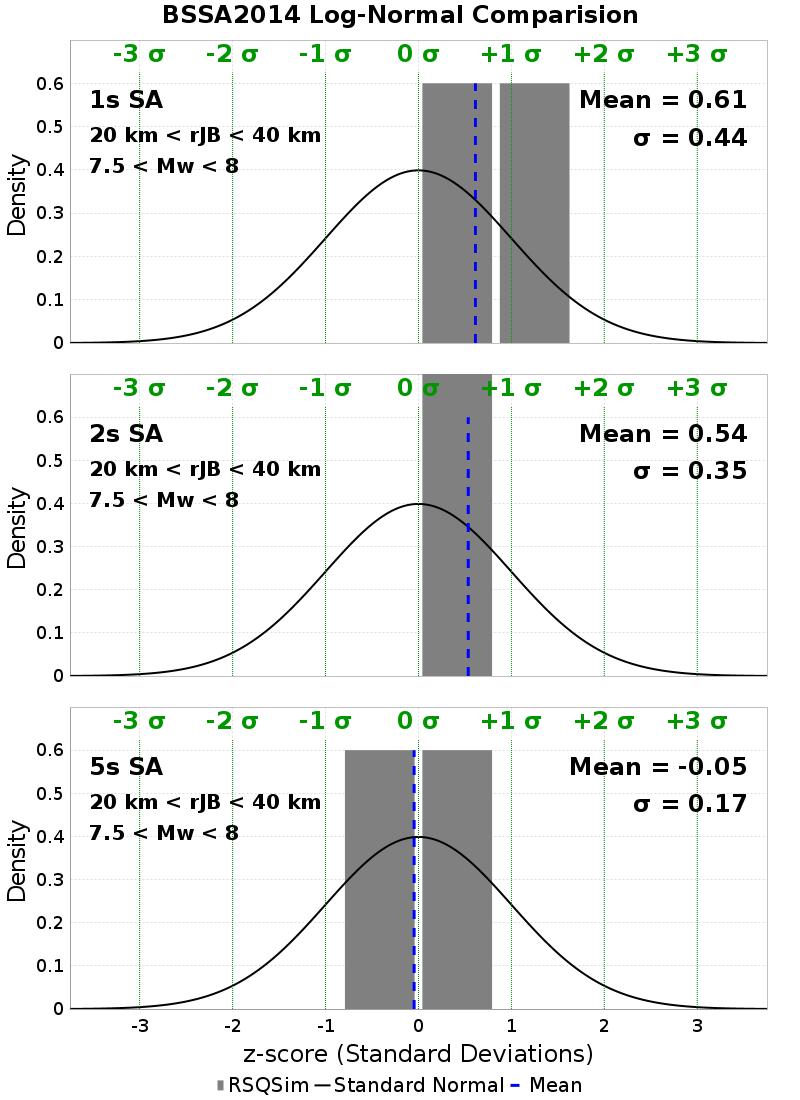 BSSA2014 Log-Normal Comparision
-3 σ -2 σ -1 σ 0 σ +1 σ +2 σ +3 σ
1s SA
20 km < rJB < 40 km
7.5 < Mw < 8
Mean = 0.61
σ = 0.44
Density
0.6
0.5
0.4
0.3
0.2
0.1
0
-3 σ -2 σ -1 σ 0 σ +1 σ +2 σ +3 σ
2s SA
20 km < rJB < 40 km
7.5 < Mw < 8
Mean = 0.54
σ = 0.35
Density
0.6
0.5
0.4
0.3
0.2
0.1
0
-3 σ -2 σ -1 σ 0 σ +1 σ +2 σ +3 σ
5s SA
20 km < rJB < 40 km
7.5 < Mw < 8
Mean = -0.05
σ = 0.17
Density
0.6
0.5
0.4
0.3
0.2
0.1
0
-3 -2 -1 0 1 2 3
z-score (Standard Deviations)
RSQSim Standard Normal Mean